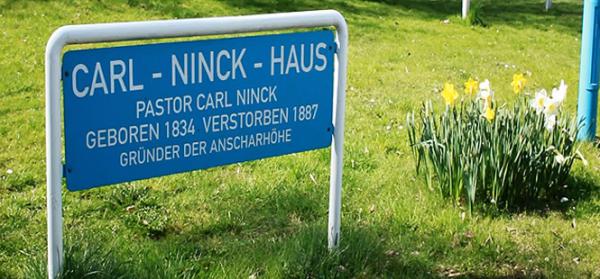 CARL - NINCK - HAUS
PASTOR CARL NINCK
GEBOREN 1834 VERSTORBEN 1887
GRÜNDER DER ANSCHARHÖHE